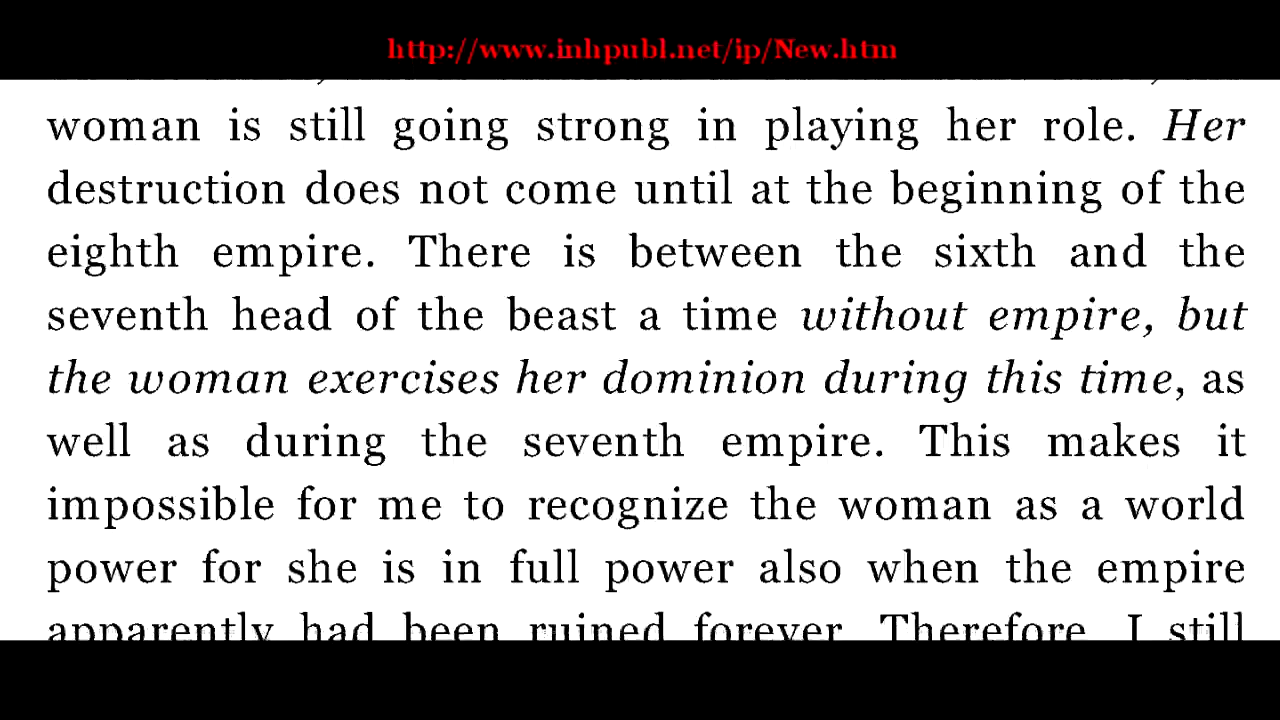 http://www.inhpubl.net/ip/New.htm
woman is still going strong in playing her role. Her
destruction does not come until at the beginning of the
eighth empire. There is between the sixth and the
seventh head of the beast a time without empire, but
the woman exercises her dominion during this time, as
well as during the seventh empire. This makes it
impossible for me to recognize the woman as a world
power for she is in full power also when the empire
apparently had been ruined forever. Therefore, I still